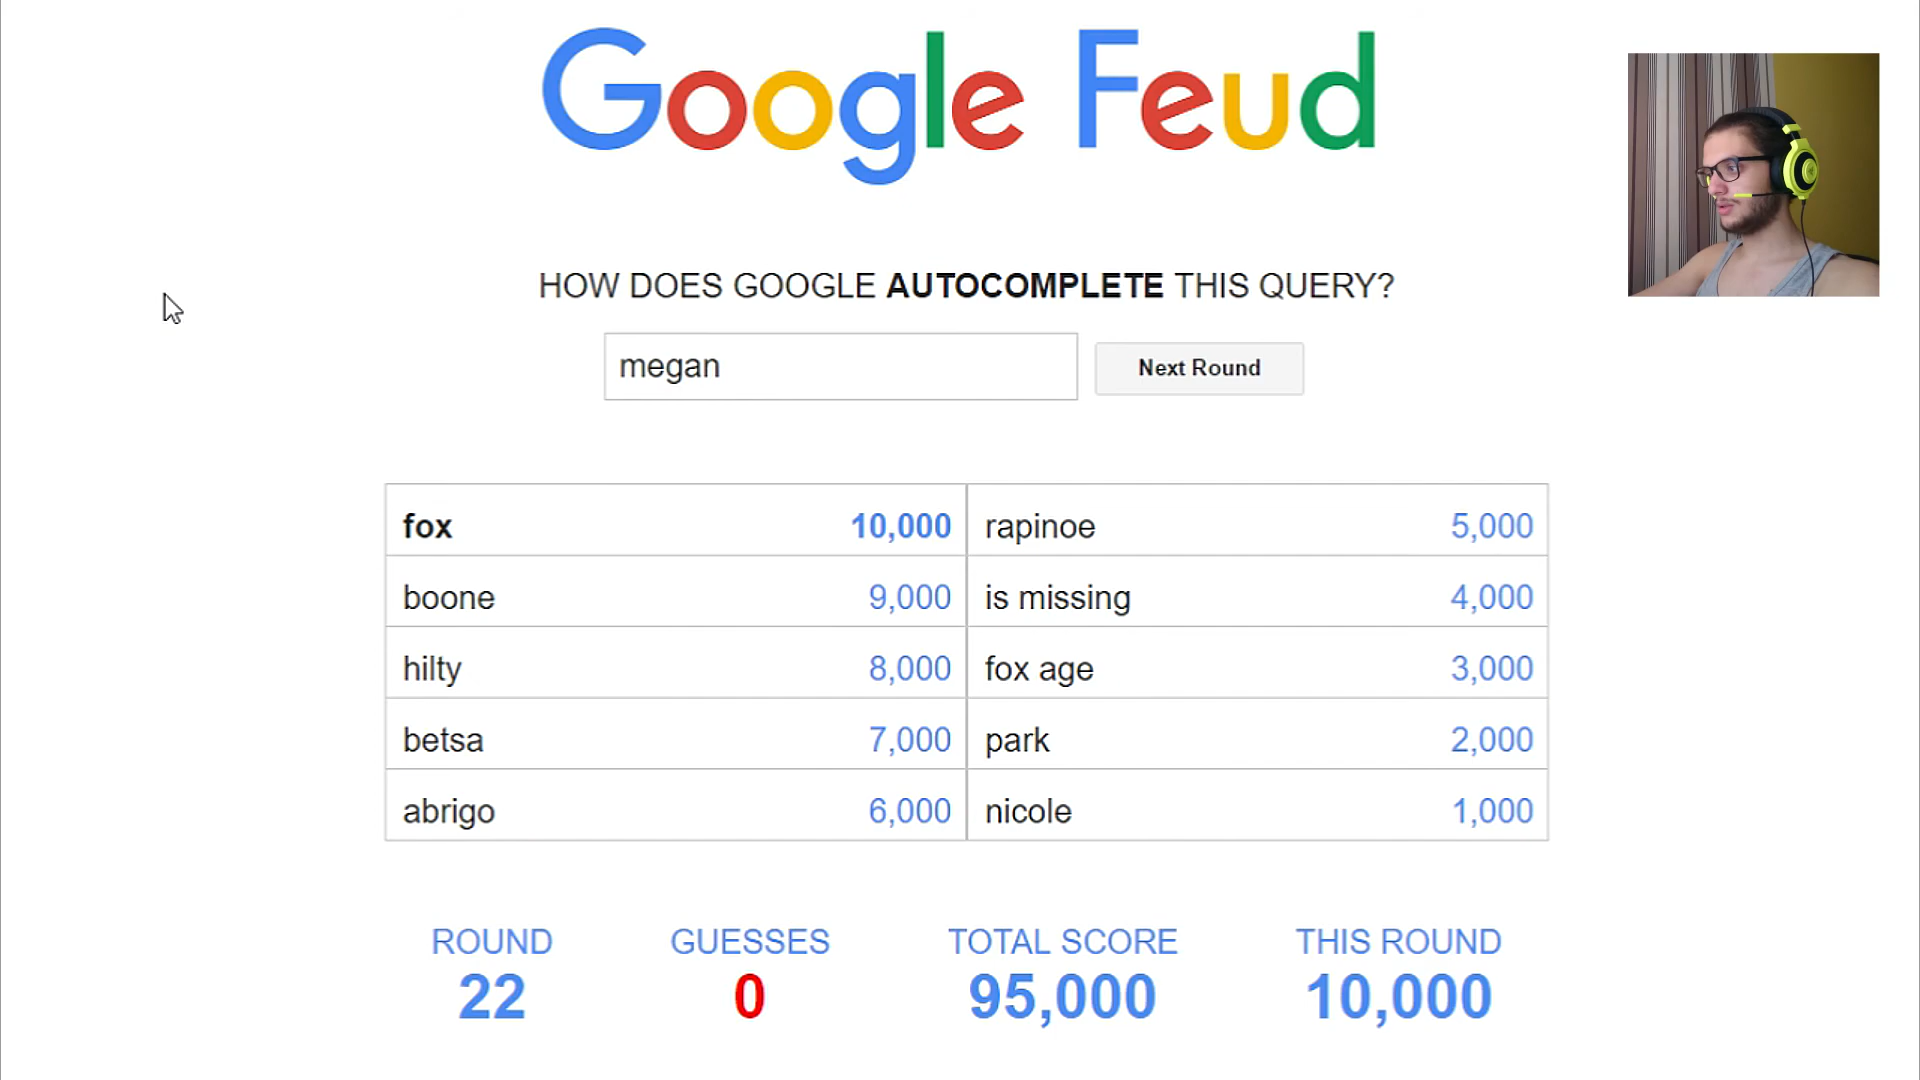 Google Feud
HOW DOES GOOGLE AUTOCOMPLETE THIS QUERY?
megan
Next Round
fox 10,000 rapinoe 5,000
boone 9,000 is missing 4,000
hilty 8,000 fox age 3,000
betsa 7,000 park 2,000
abrigo 6,000 nicole 1,000
ROUND GUESSES TOTAL SCORE THIS ROUND
22 0 95,000 10,000